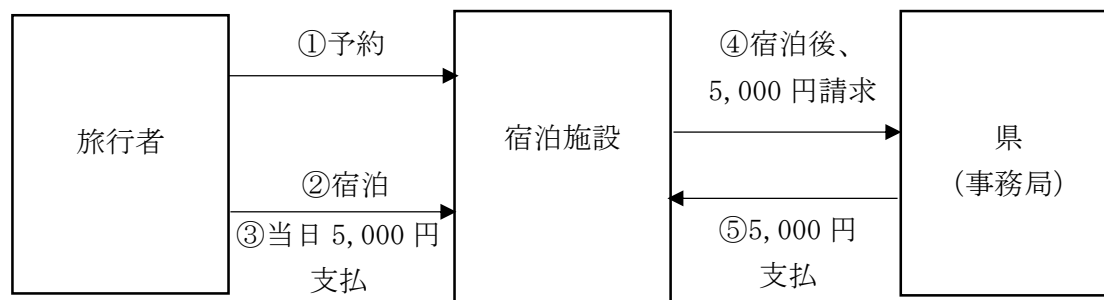 旅行者
①予約
②宿泊
③当日 5,000 円
支払
宿泊施設
④宿泊後、
5,000 円請求
⑤5,000 円
支払
県
（事務局）